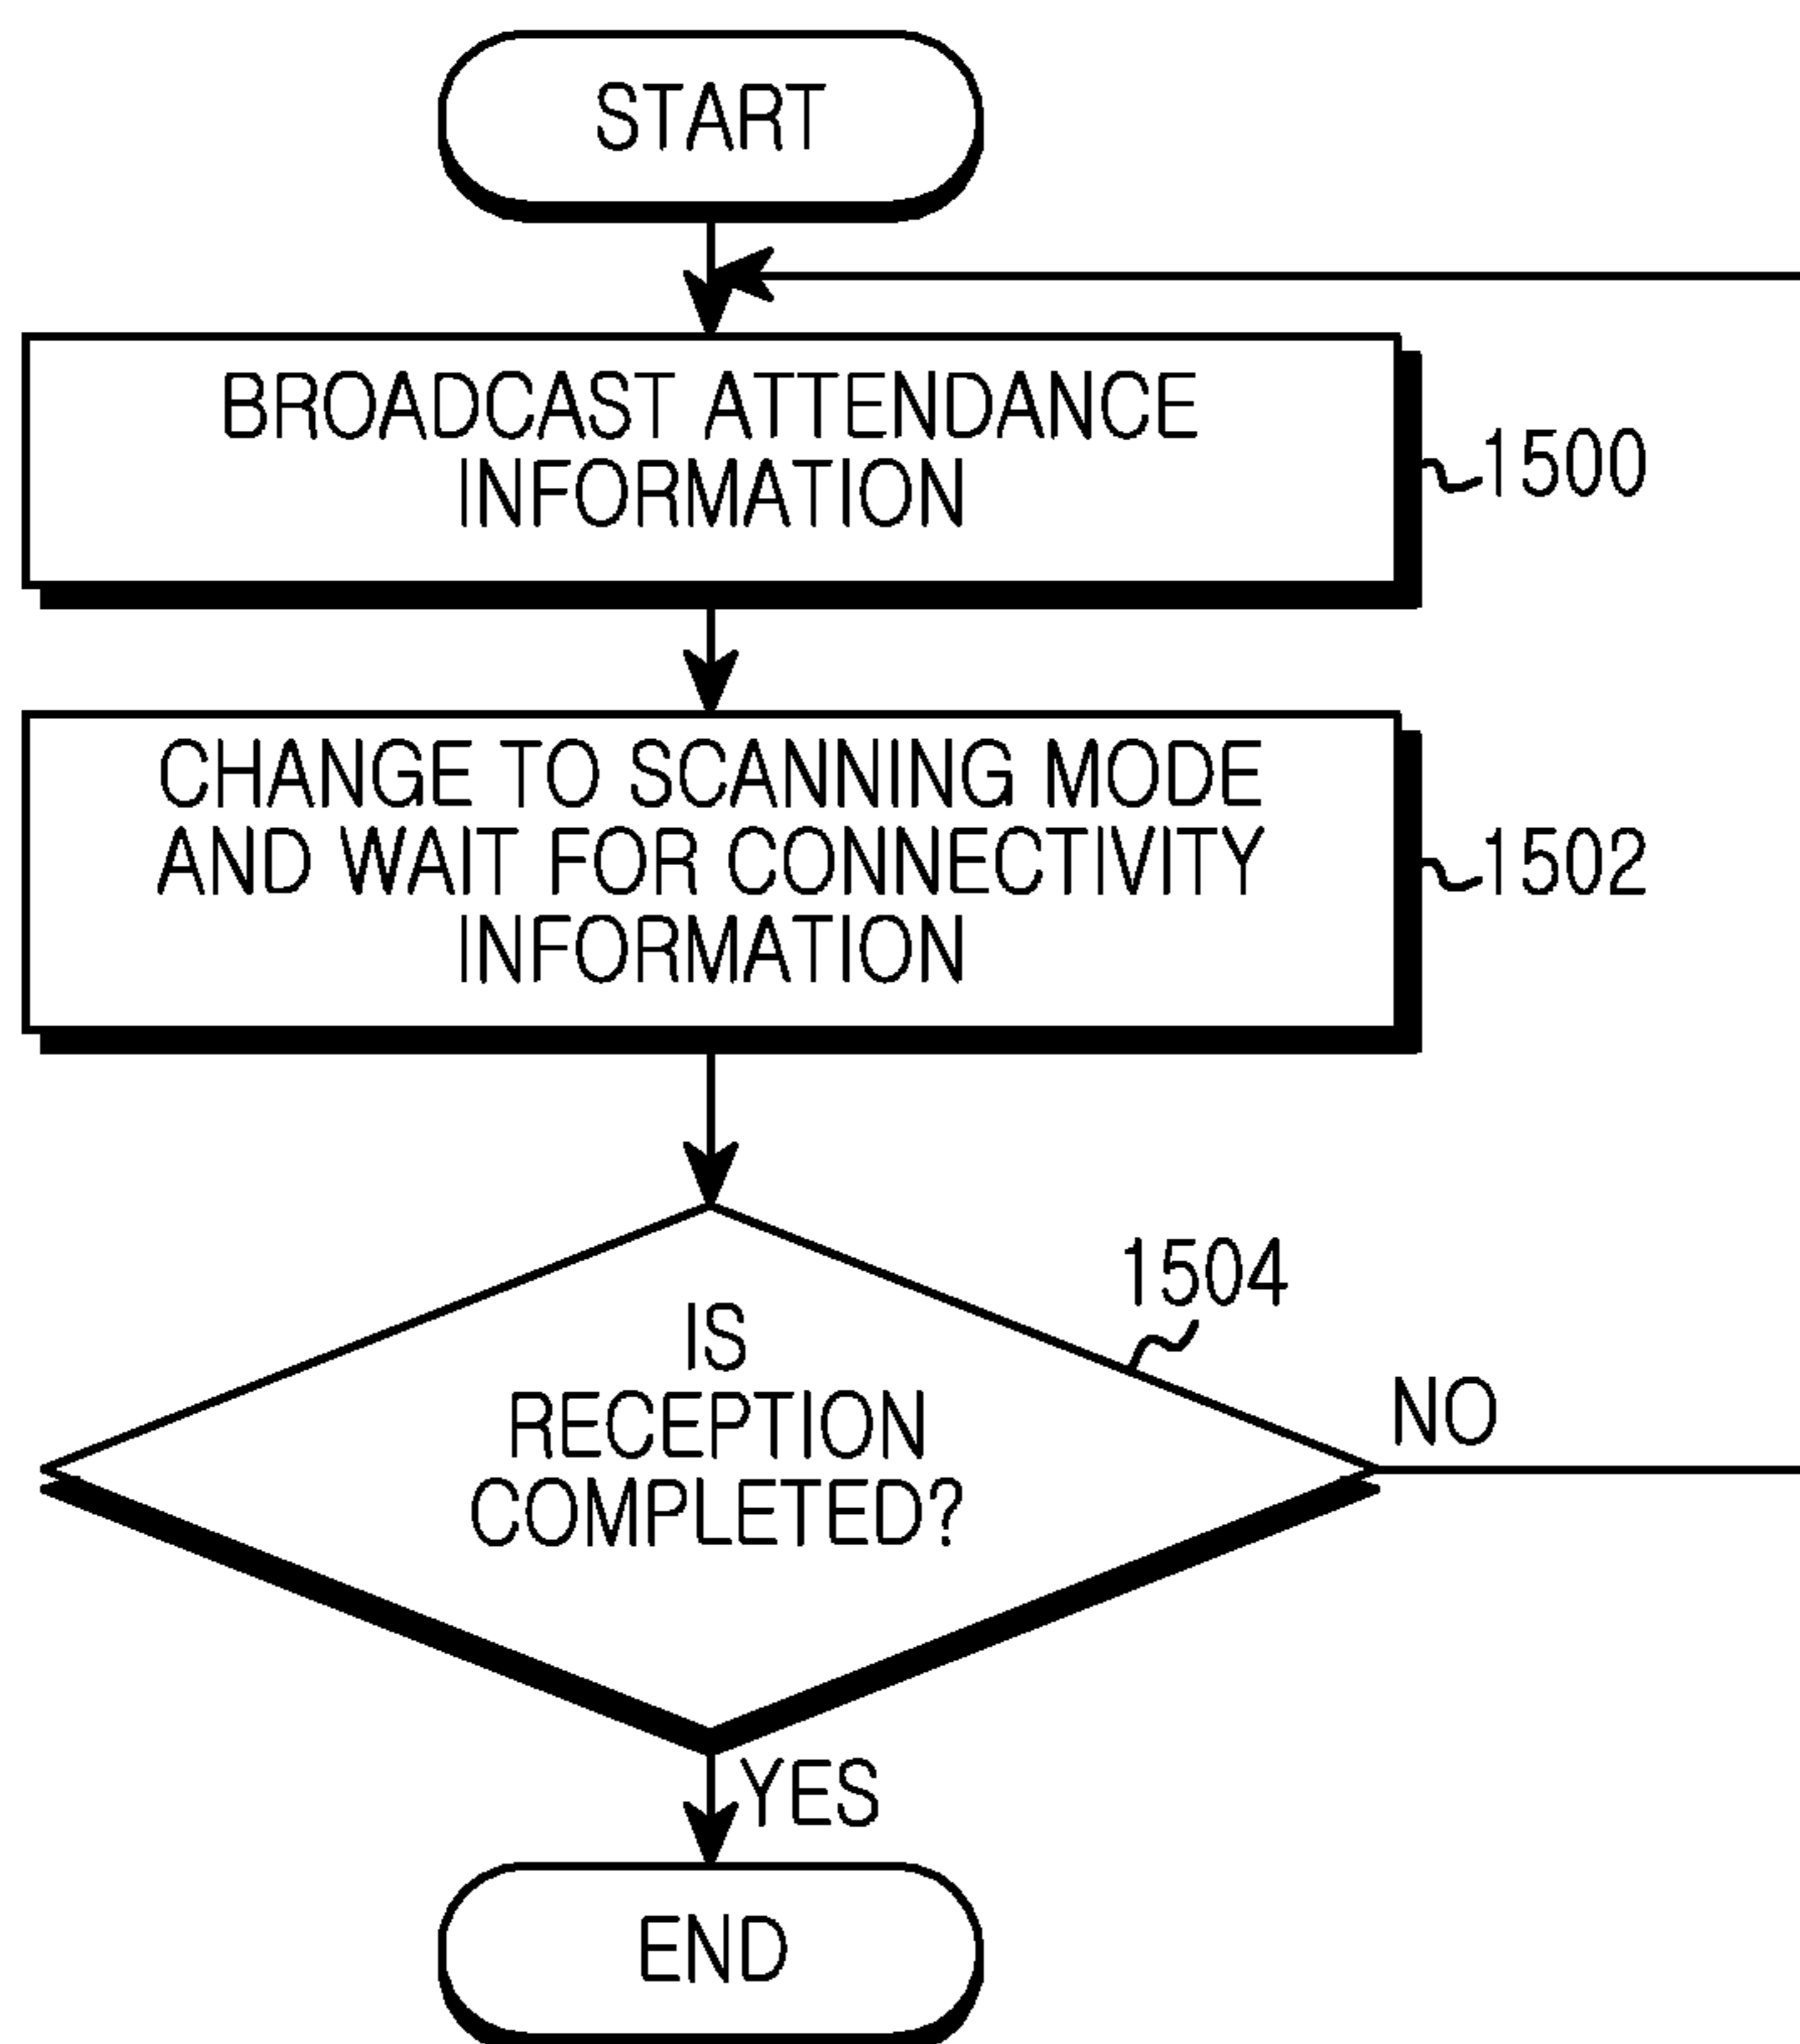 START
BROADCAST ATTENDANCE
INFORMATION
1500
CHANGE TO SCANNING MODE
AND WAIT FOR CONNECTIVITY
INFORMATION
1502
1504
IS
RECEPTION
COMPLETED?
NO
YES
END